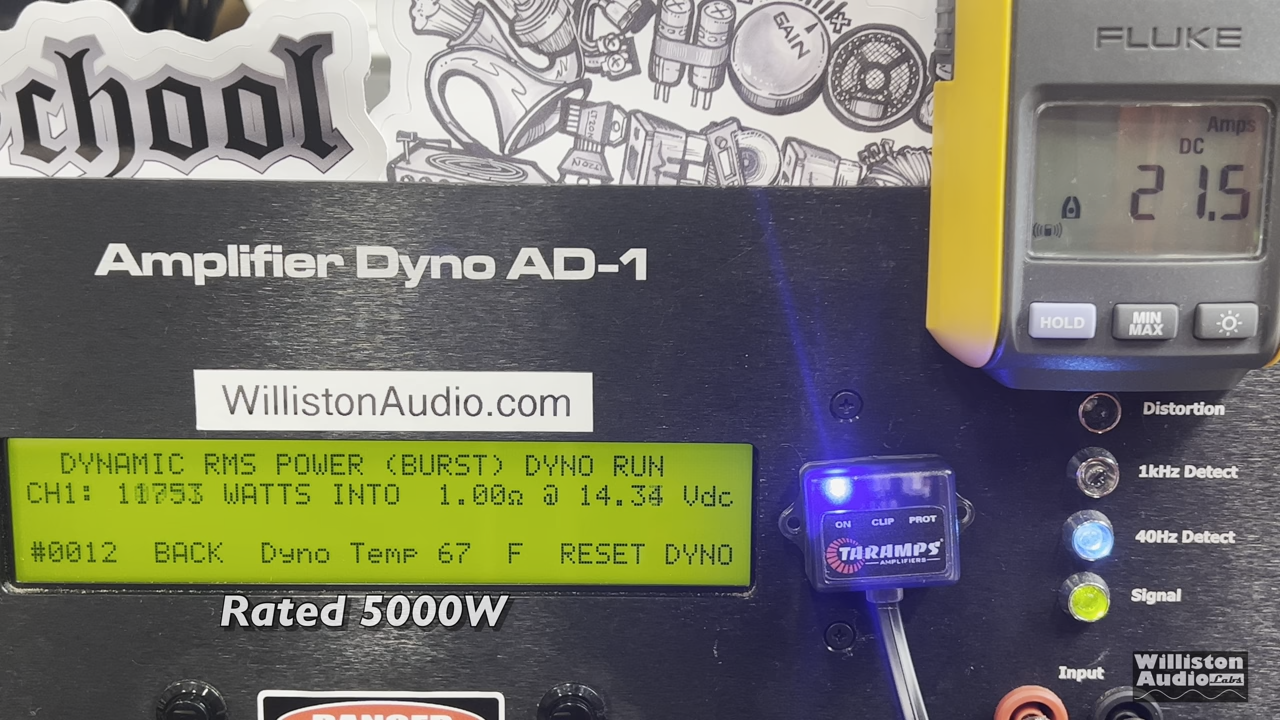 chool
GAIN
FLUKE
Amps
DC
21.5
HOLD
MIN
MAX
Amplifier Dyno AD-1
WillistonAudio.com
DYNAMIC RMS POWER (BURST) DYNO RUN
CH1: WATTS INTO 1.00Ω @ 14.34 Vdc
#0012 BACK Dyno Temp 67 F RESET DYNO
Rated 5000W
ON CLIP PROT
TARAMPS
AMPLIFIERS
Distortion
1kHz Detect
40Hz Detect
Signal
Input
DANGER
Williston
Audio Labs